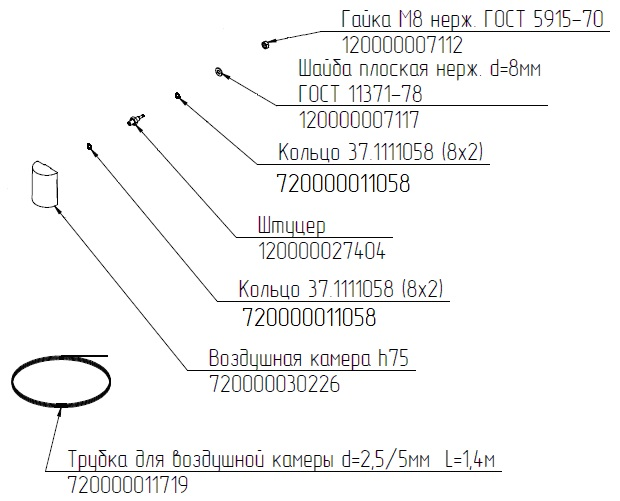 Гайка М8 нерж. ГОСТ 5915-70
120000007112
Шайба плоская нерж. d=8мм
ГОСТ 11371-78
120000007117
Кольцо 37.1111058 (8х2)
720000011058
Штуцер
120000027404
Кольцо 37.1111058 (8х2)
720000011058
Воздушная камера h75
720000030226
Трубка для воздушной камеры d=2,5/5мм L=1,4м
720000011719